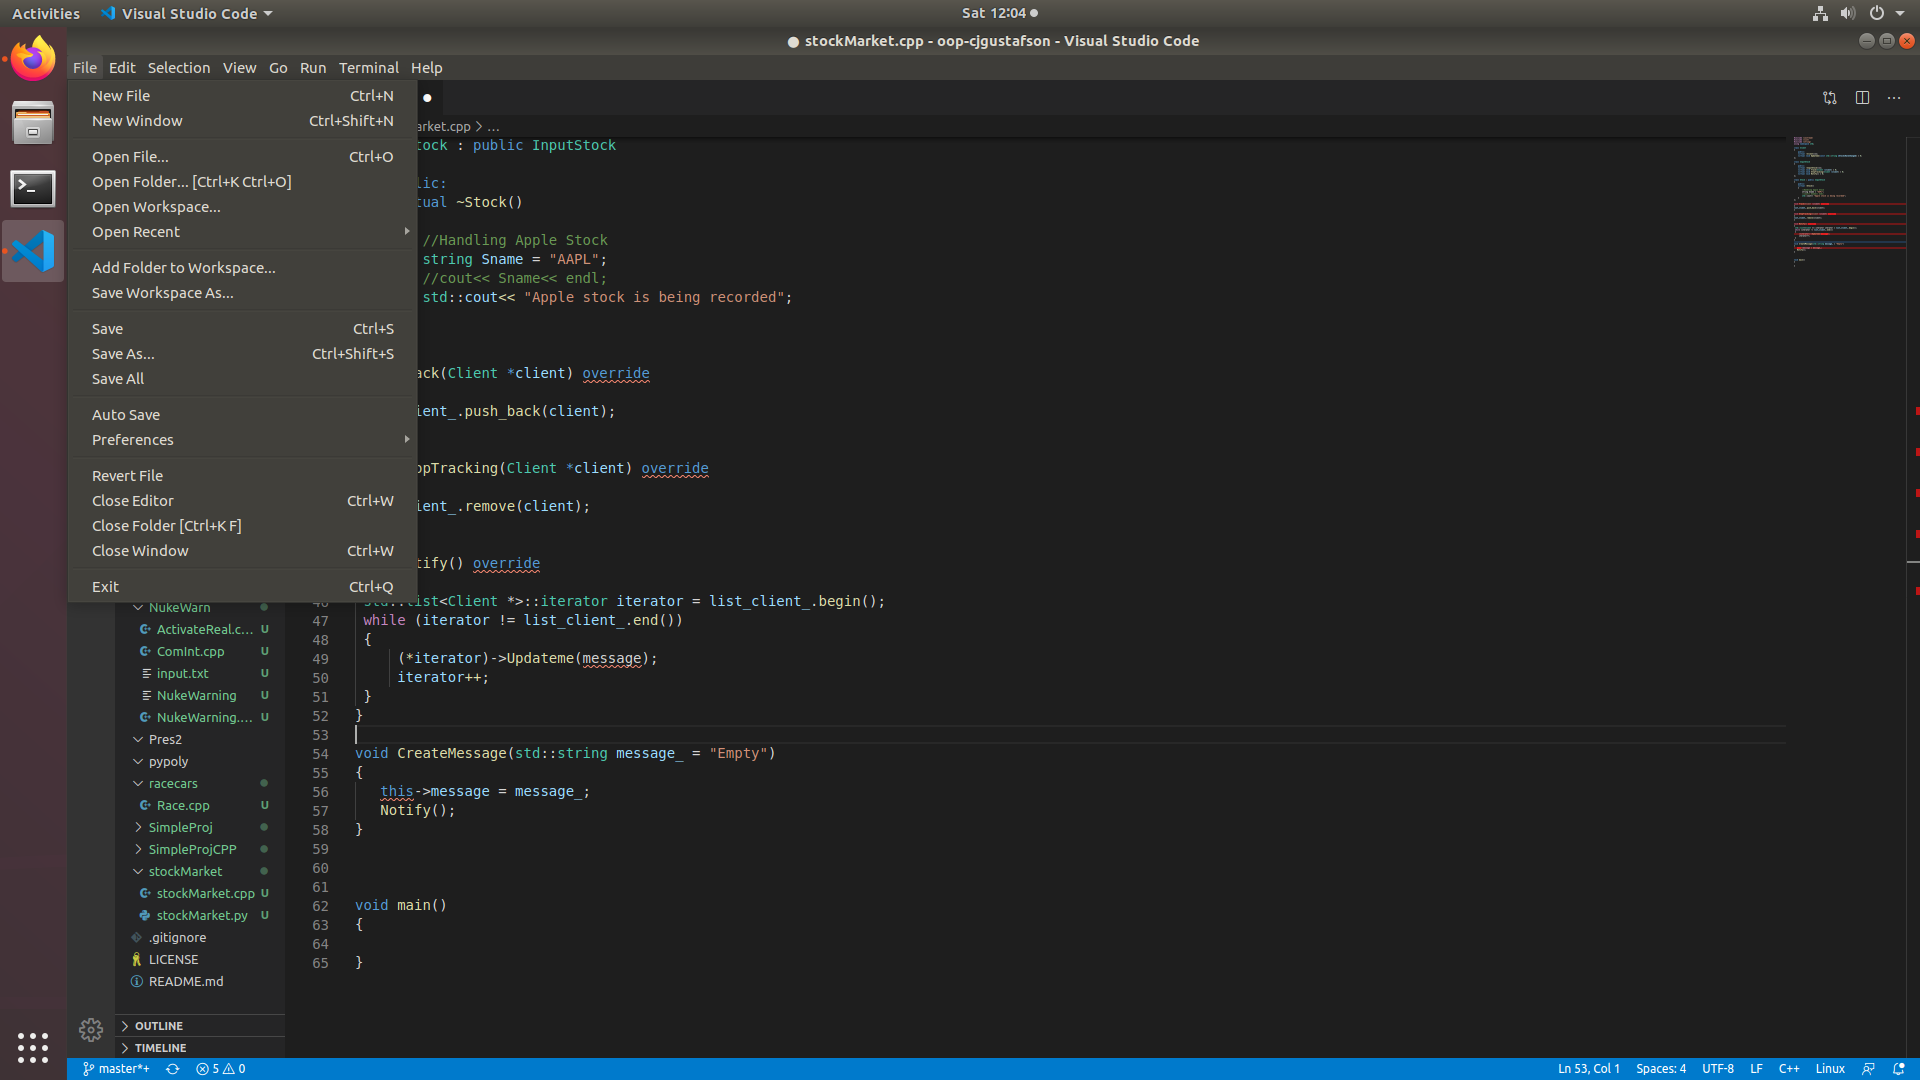 Activities Visual Studio Code Sat 12:04
● stockMarket.cpp - oop-cjgustafson - Visual Studio Code
File Edit Selection View Go Run Terminal Help
New File Ctrl+N
New Window Ctrl+Shift+N
Open File... Ctrl+O
Open Folder... [Ctrl+K Ctrl+O]
Open Workspace...
Open Recent
Add Folder to Workspace...
Save Workspace As...
Save Ctrl+S
Save As... Ctrl+Shift+S
Save All
Auto Save
Preferences
Revert File
Close Editor Ctrl+W
Close Folder [Ctrl+K F]
Close Window Ctrl+W
Exit Ctrl+Q
arket.cpp > ...
tock : public InputStock
lic:
tual ~Stock()
//Handling Apple Stock
string Sname = "AAPL";
//cout<< Sname<< endl;
std::cout<< "Apple stock is being recorded";
ack(Client *client) override
ient_.push_back(client);
opTracking(Client *client) override
ient_.remove(client);
tify() override
std::list<Client *>::iterator iterator = list_client_.begin();
47 while (iterator != list_client_.end())
48 {
49 (*iterator)->Updateme(message);
50 iterator++;
51 }
52 }
53
54 void CreateMessage(std::string message_ = "Empty")
55 {
56 this->message = message_;
57 Notify();
58 }
59
60
61
62 void main()
63 {
64
65 }
NukeWarn
ActivateReal.c... U
ComInt.cpp U
input.txt U
NukeWarning U
NukeWarning.... U
Pres2
pypoly
racecars
Race.cpp U
SimpleProj
SimpleProjCPP
stockMarket
stockMarket.cpp U
stockMarket.py U
.gitignore
LICENSE
README.md
OUTLINE
TIMELINE
master*+ 5 0 Ln 53, Col 1 Spaces: 4 UTF-8 LF C++ Linux